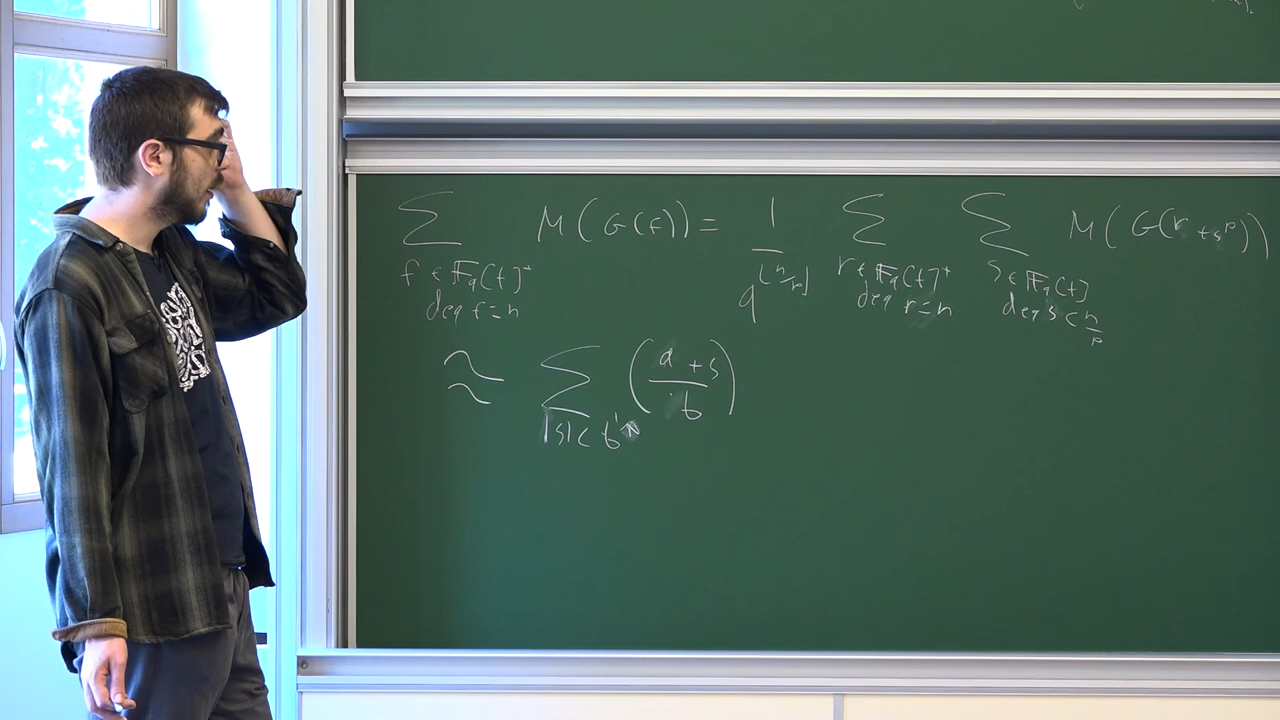 ∑ M(G(f)) = 1 ∑ ∑ M(G(r + s^p))
f ∈ F_q[t]^+ q^{[n/p]} r ∈ F_q[t]^+ s ∈ F_q[t]
deg f = n deg r = n deg s < n/p
≈ ∑ ( a + s / b )
|s| <